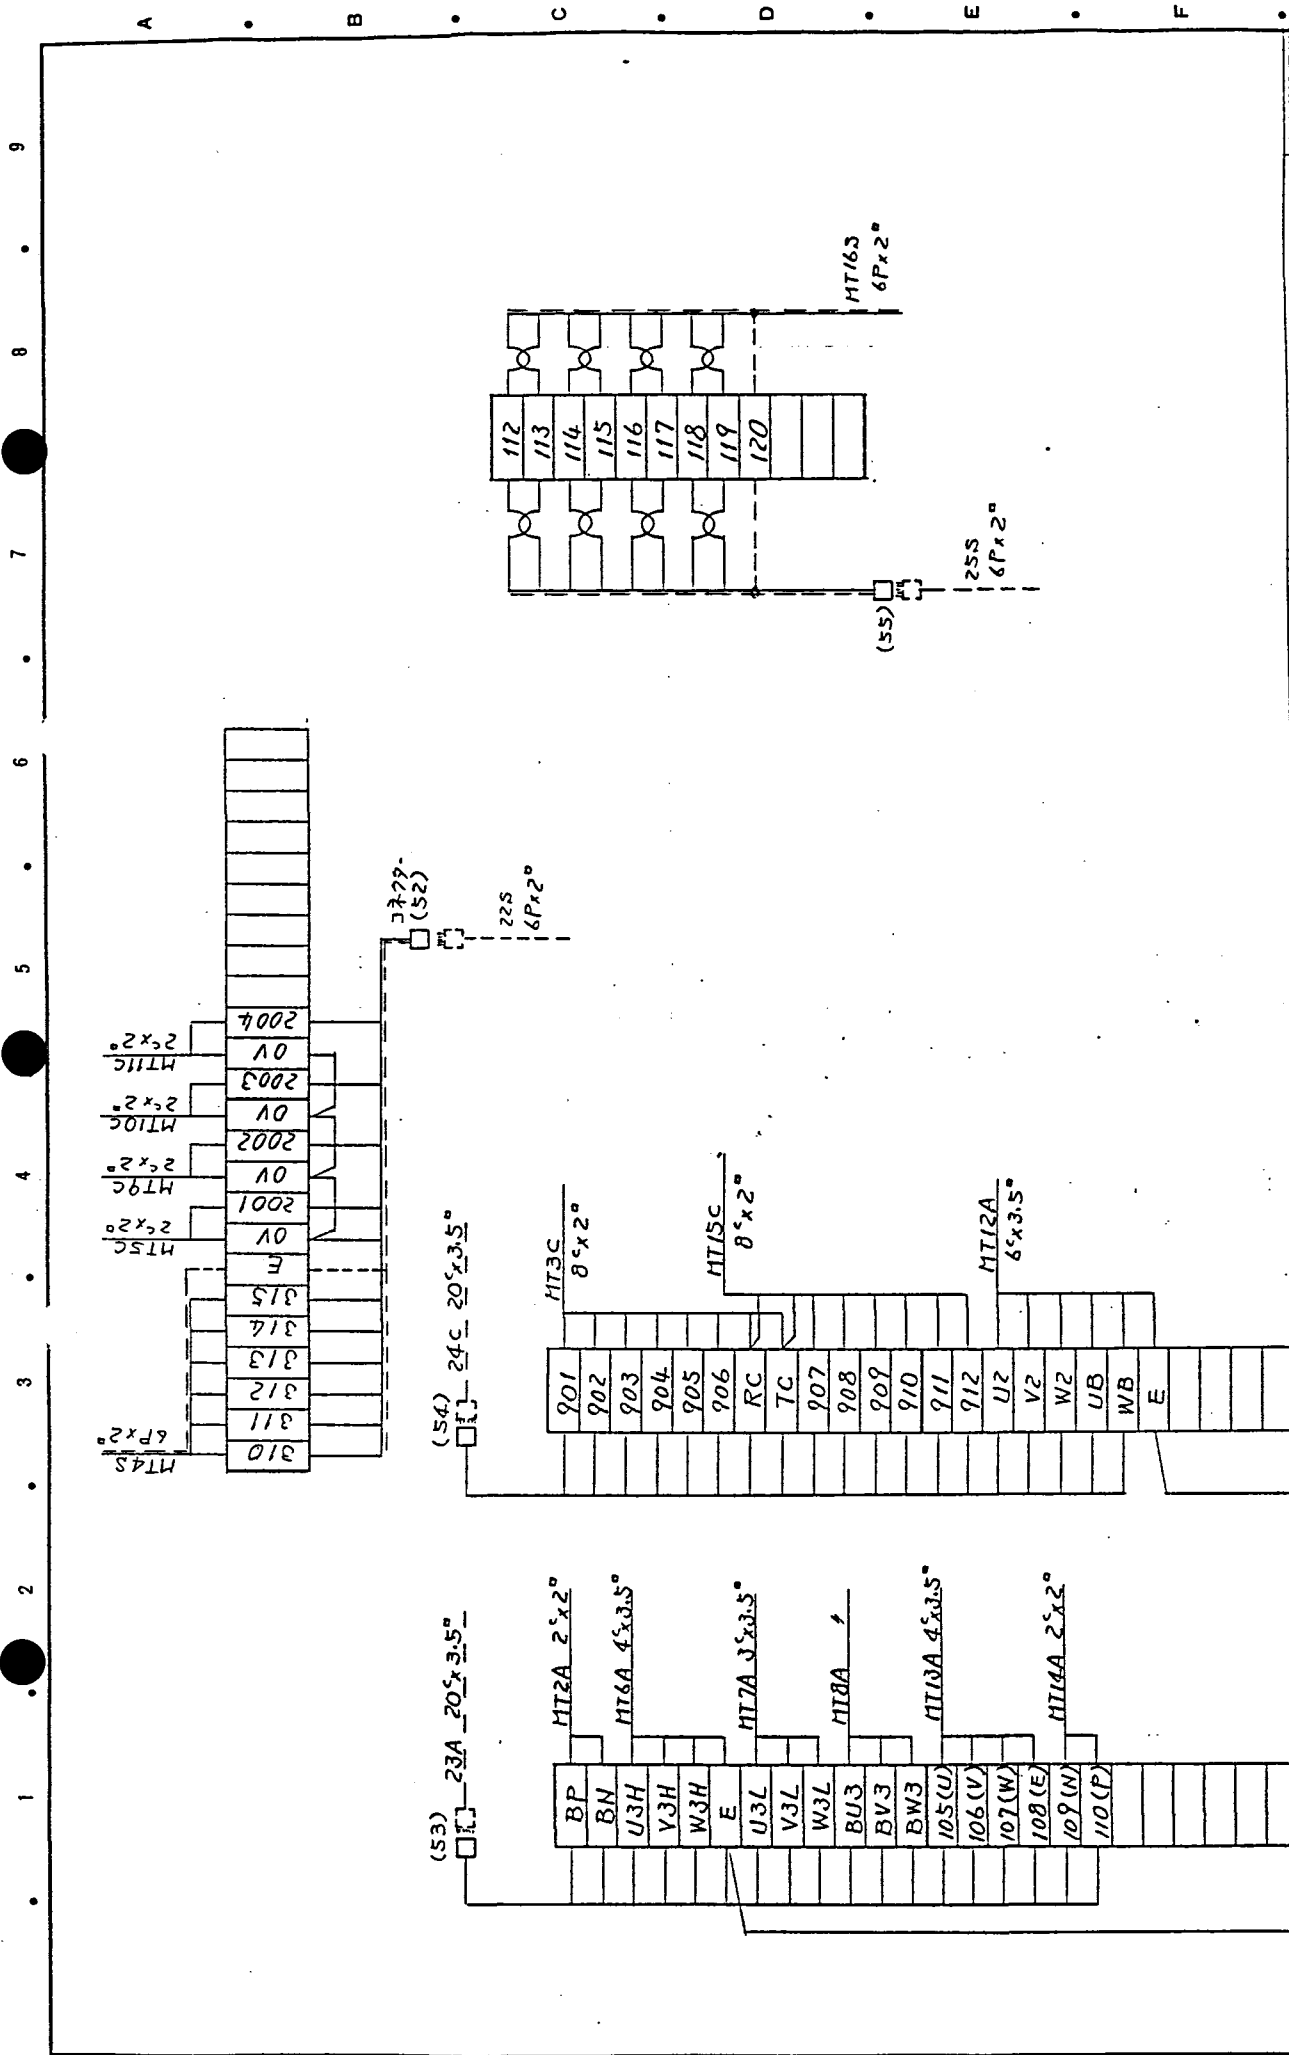 A
B
C
D
E
F
1
2
3
4
5
6
7
8
9
MT4S
6P×2□
MT5C
2ᶜ×2□
MT9C
2ᶜ×2□
MT10C
2ᶜ×2□
MT11C
2ᶜ×2□
310
311
312
313
314
315
E
0V
2001
0V
2002
0V
2003
0V
2004
コネクター
(52)
22S
6P×2□
112
113
114
115
116
117
118
119
120
MT16S
6P×2□
(55)
25S
6P×2□
(53)
23A 20ᶜ×3.5□
BP
BN
U3H
V3H
W3H
E
U3L
V3L
W3L
BU3
BV3
BW3
105(U)
106(V)
107(W)
108(E)
109(N)
110(P)
MT2A 2ᶜ×2□
MT6A 4ᶜ×3.5□
MT7A 3ᶜ×3.5□
MT8A 〃
MT13A 4ᶜ×3.5□
MT14A 2ᶜ×2□
(54)
24C 20ᶜ×3.5□
901
902
903
904
905
906
RC
TC
907
908
909
910
911
912
U2
V2
W2
UB
WB
E
MT3C
8ᶜ×2□
MT15C
8ᶜ×2□
MT12A
6ᶜ×3.5□